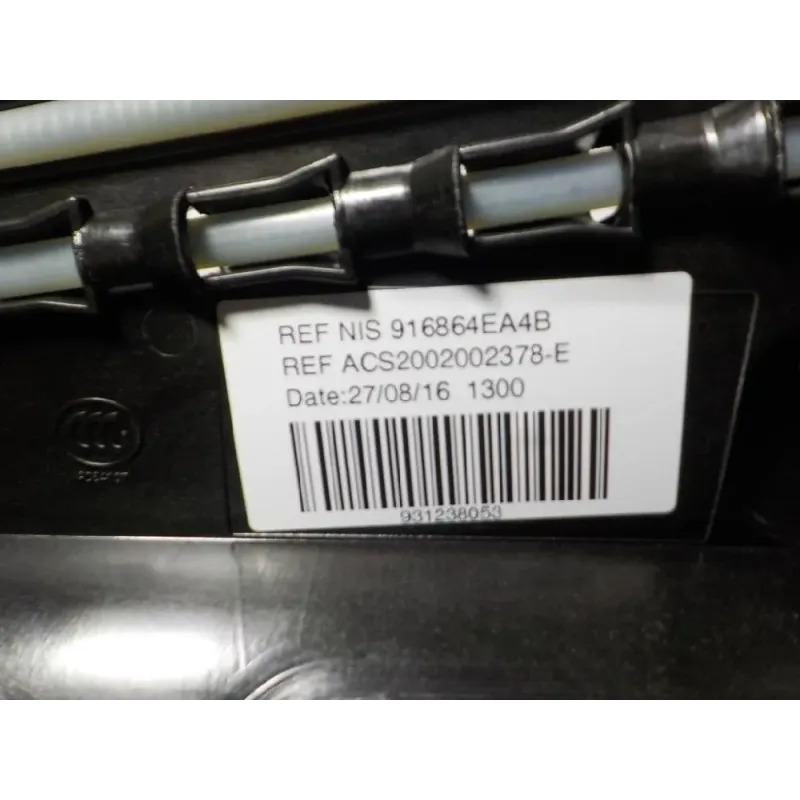 REF NIS 916864EA4B
REF ACS2002002378-E
Date:27/08/16 1300
931238053